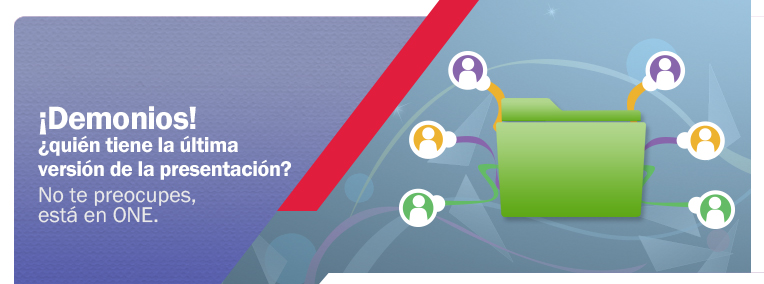 ¡Demonios!
¿quién tiene la última
versión de la presentación?
No te preocupes,
está en ONE.